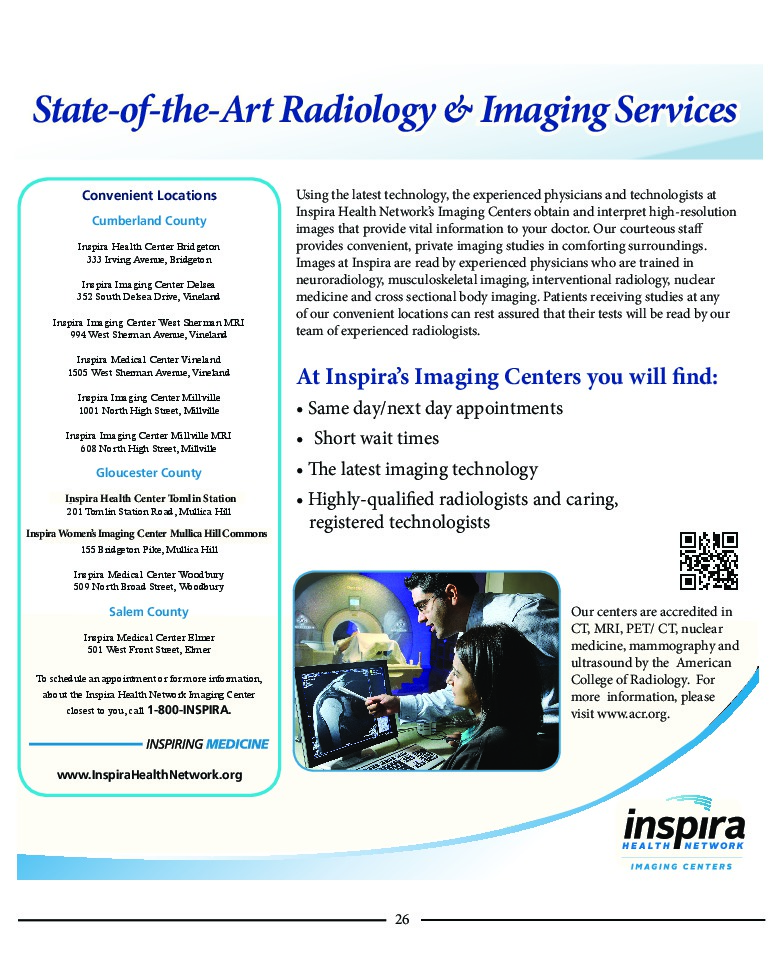 State-of-the-Art Radiology & Imaging Services
Convenient Locations
Cumberland County
Inspira Health Center Bridgeton
333 Irving Avenue, Bridgeton
Inspira Imaging Center Delsea
352 South Delsea Drive, Vineland
Inspira Imaging Center West Sherman MRI
994 West Sherman Avenue, Vineland
Inspira Medical Center Vineland
1505 West Sherman Avenue, Vineland
Inspira Imaging Center Millville
1001 North High Street, Millville
Inspira Imaging Center Millville MRI
608 North High Street, Millville
Gloucester County
Inspira Health Center Tomlin Station
201 Tomlin Station Road, Mullica Hill
Inspira Women's Imaging Center Mullica Hill Commons
155 Bridgeton Pike, Mullica Hill
Inspira Medical Center Woodbury
509 North Broad Street, Woodbury
Salem County
Inspira Medical Center Elmer
501 West Front Street, Elmer
To schedule an appointment or for more information,
about the Inspira Health Network Imaging Center
closest to you, call 1-800-INSPIRA.
INSPIRING MEDICINE
www.InspiraHealthNetwork.org
Using the latest technology, the experienced physicians and technologists at
Inspira Health Network's Imaging Centers obtain and interpret high-resolution
images that provide vital information to your doctor. Our courteous staff
provides convenient, private imaging studies in comforting surroundings.
Images at Inspira are read by experienced physicians who are trained in
neuroradiology, musculoskeletal imaging, interventional radiology, nuclear
medicine and cross sectional body imaging. Patients receiving studies at any
of our convenient locations can rest assured that their tests will be read by our
team of experienced radiologists.
At Inspira's Imaging Centers you will find:
• Same day/next day appointments
• Short wait times
• The latest imaging technology
• Highly-qualified radiologists and caring,
registered technologists
Our centers are accredited in
CT, MRI, PET/ CT, nuclear
medicine, mammography and
ultrasound by the American
College of Radiology. For
more information, please
visit www.acr.org.
inspira
HEALTH NETWORK
IMAGING CENTERS
26